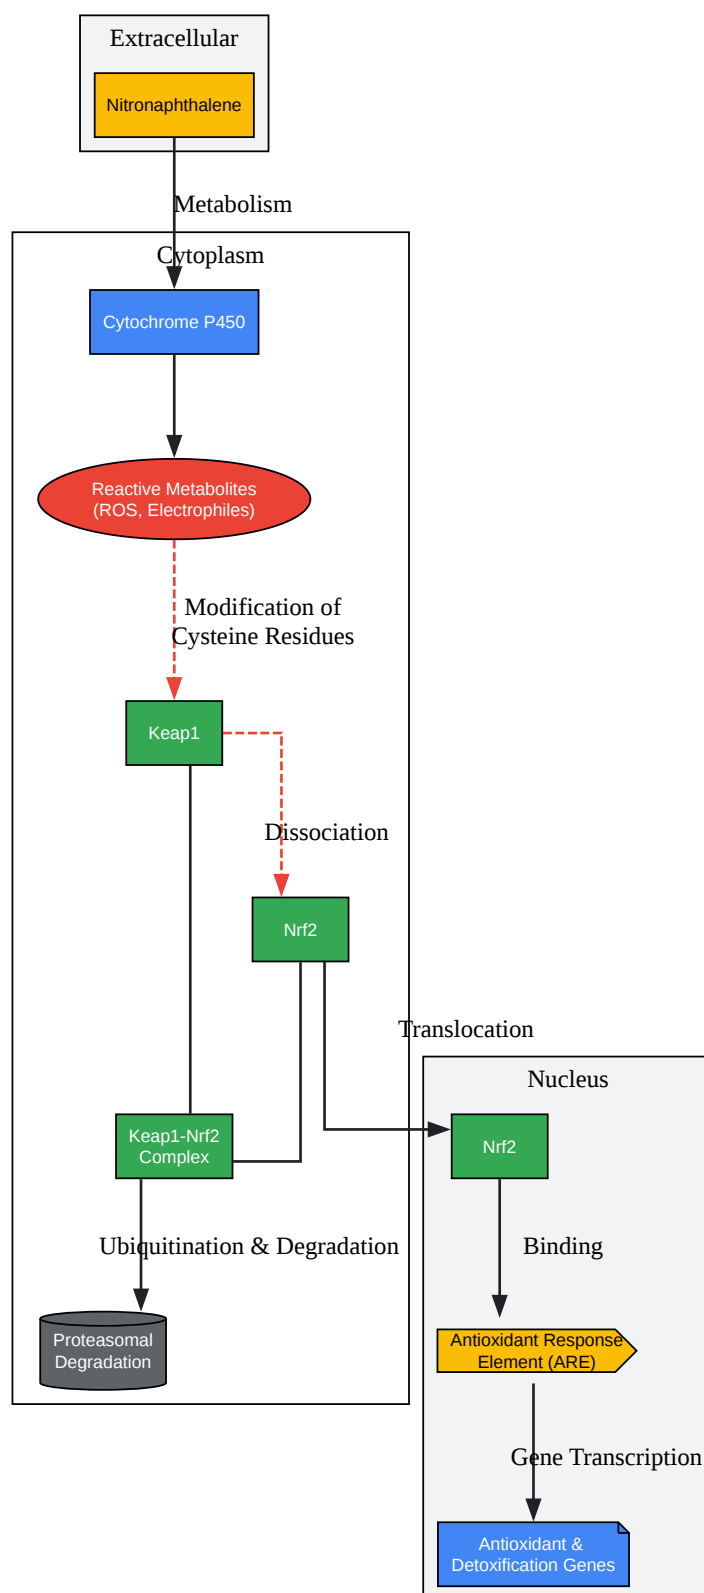 Extracellular
Nitronaphthalene
Metabolism
Cytoplasm
Cytochrome P450
Reactive Metabolites
(ROS, Electrophiles)
Modification of
Cysteine Residues
Keap1
Dissociation
Nrf2
Translocation
Nucleus
Keap1-Nrf2
Complex
Nrf2
Ubiquitination & Degradation
Binding
Proteasomal
Degradation
Antioxidant Response
Element (ARE)
Gene Transcription
Antioxidant &
Detoxification Genes